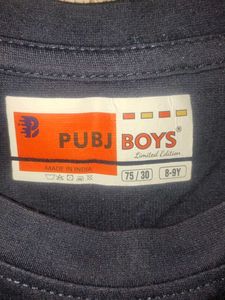 P
PUBJ BOYS®
Limited Edition
MADE IN INDIA
75/30 8-9Y